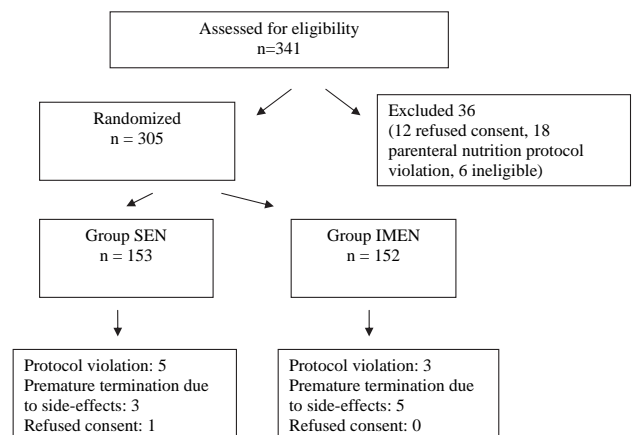 Assessed for eligibility
n=341
Randomized
n = 305
Excluded 36
(12 refused consent, 18
parenteral nutrition protocol
violation, 6 ineligible)
Group SEN
n = 153
Group IMEN
n = 152
Protocol violation: 5
Premature termination due
to side-effects: 3
Refused consent: 1
Protocol violation: 3
Premature termination due
to side-effects: 5
Refused consent: 0